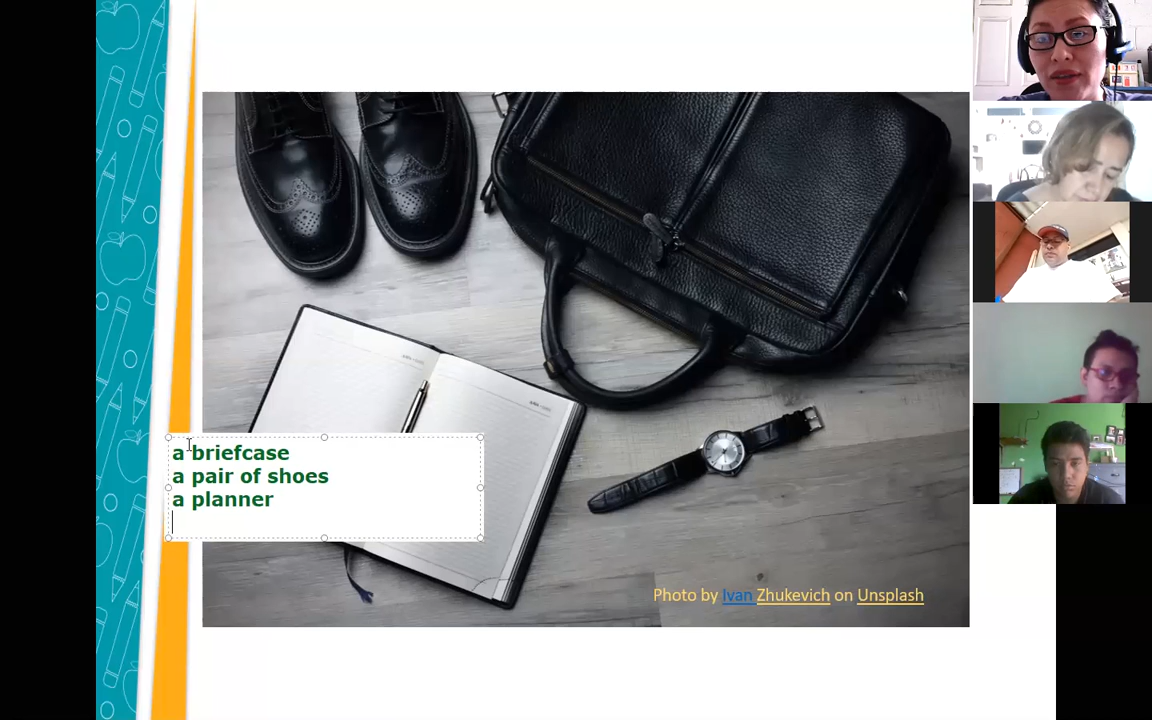 a briefcase
a pair of shoes
a planner
Photo by Ivan Zhukevich on Unsplash